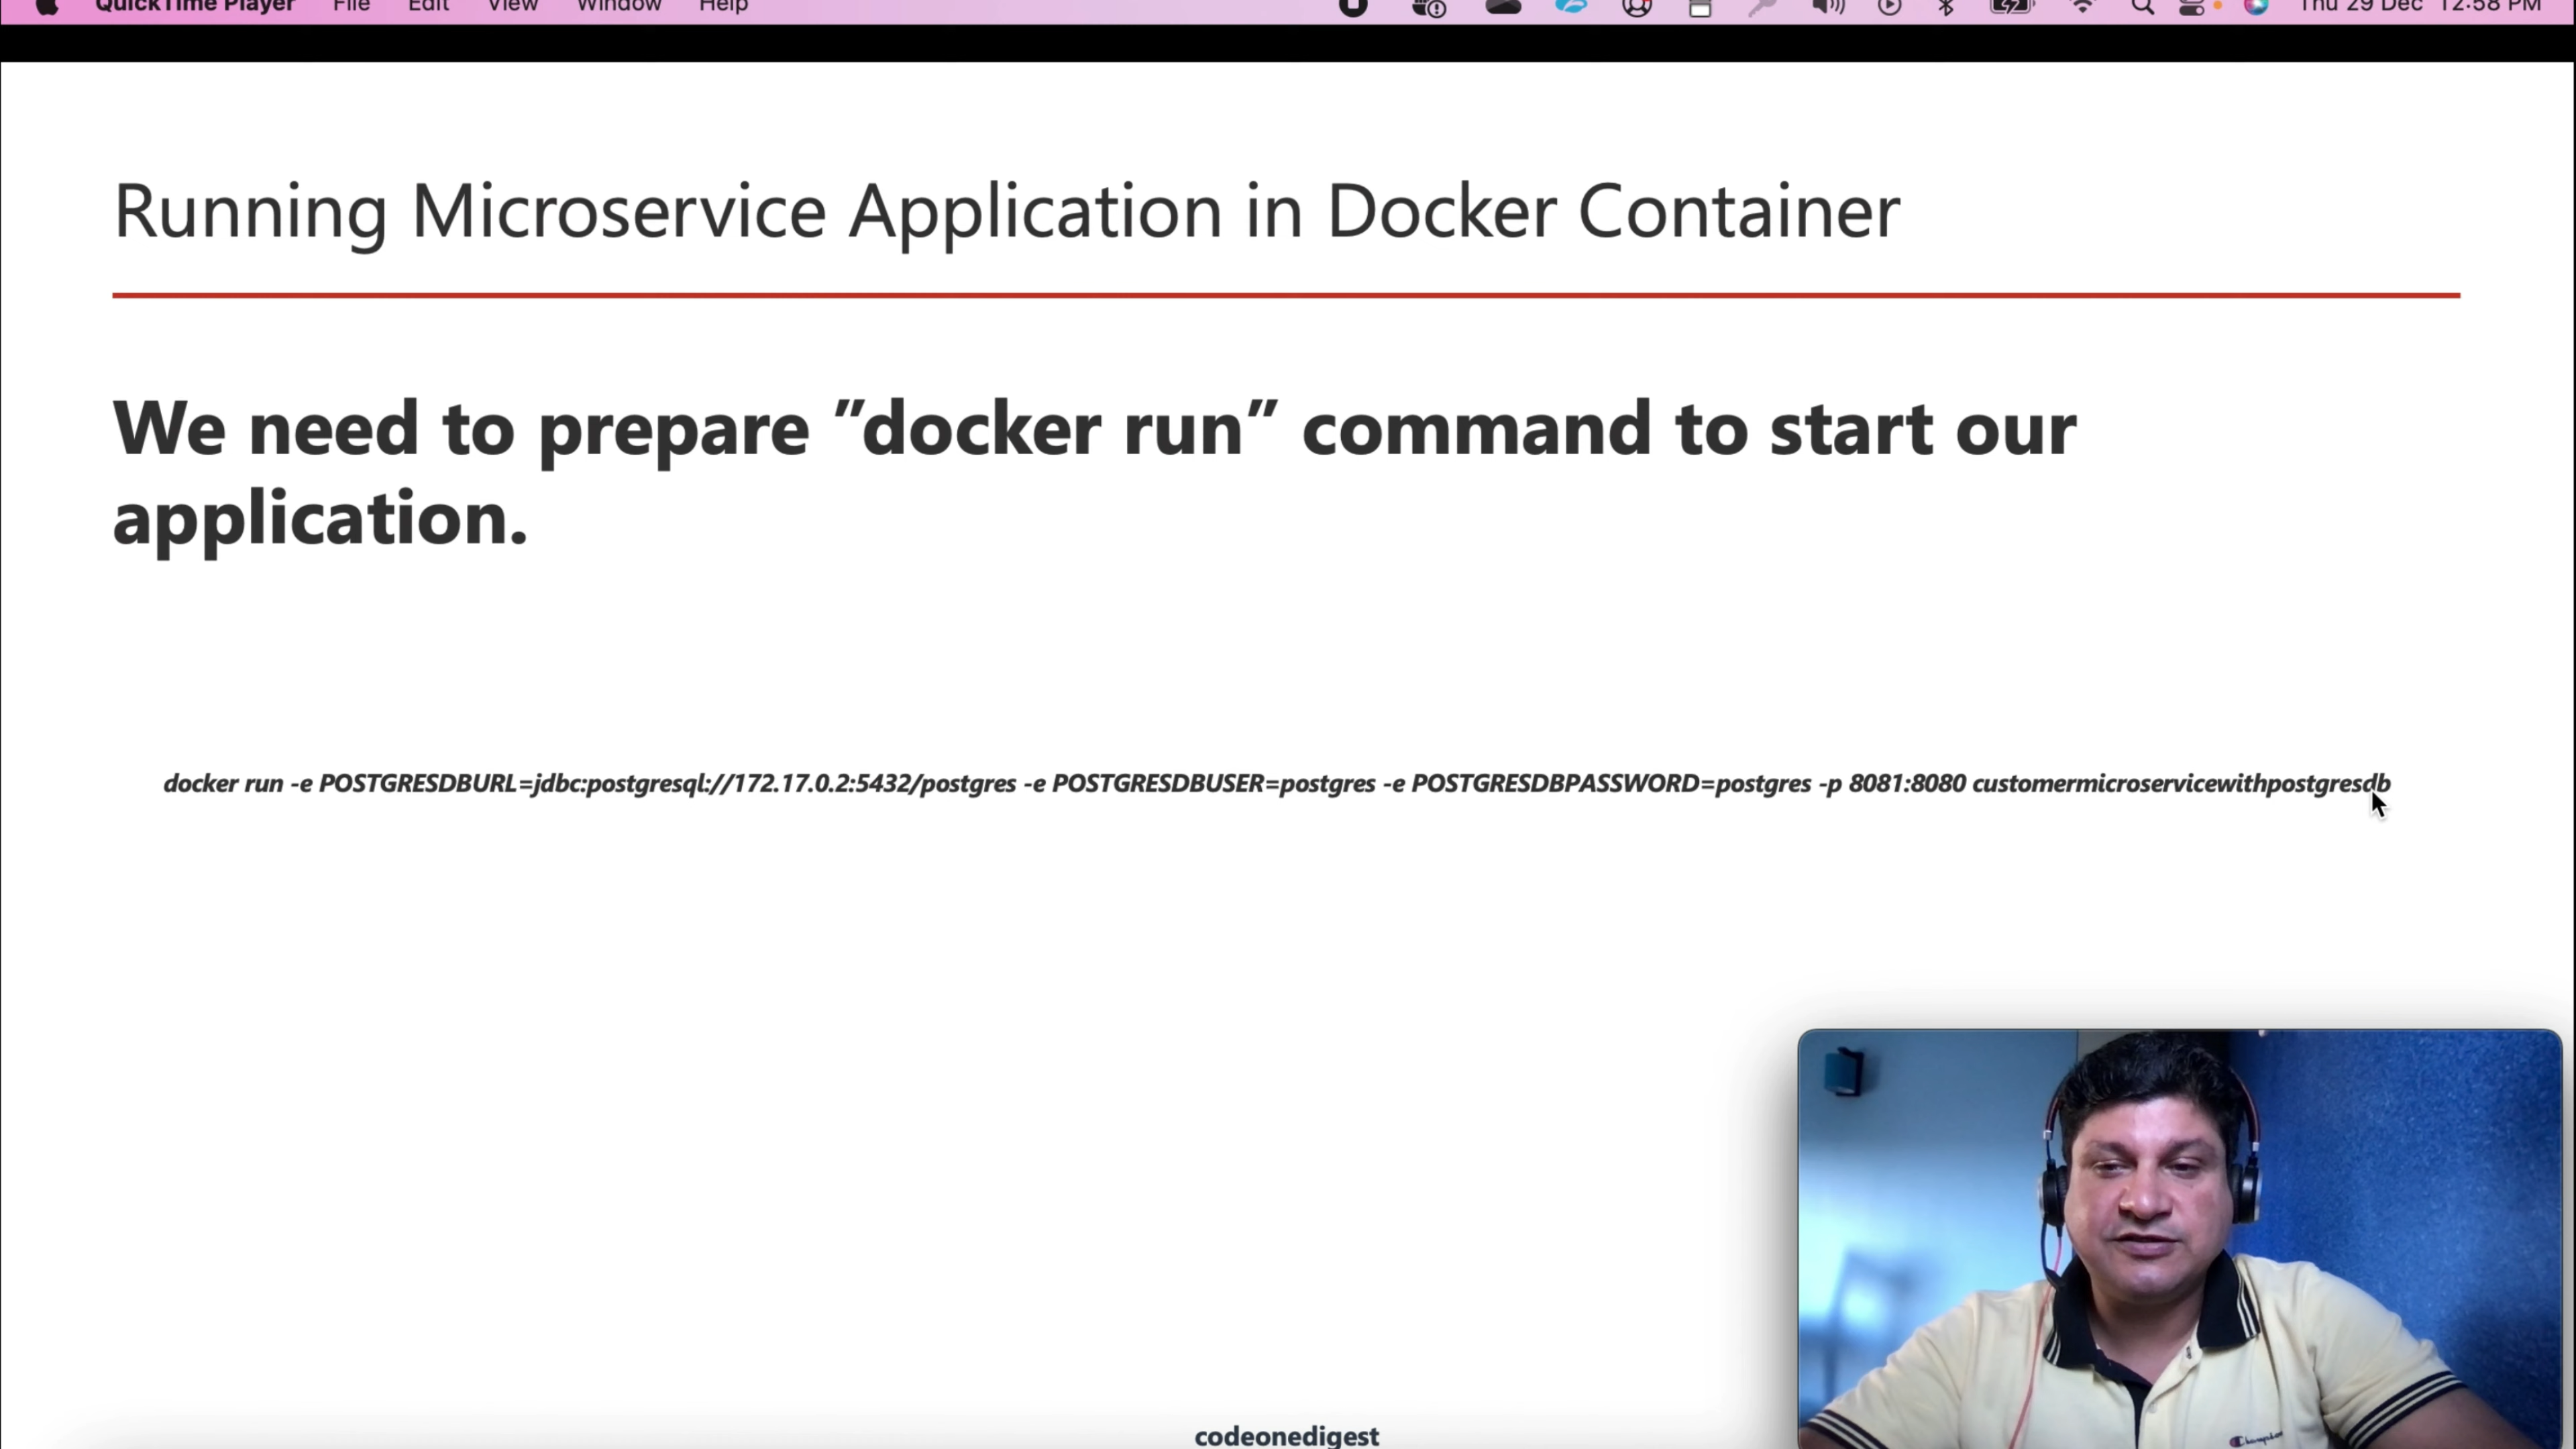 QuickTime Player File Edit View Window Help Thu 29 Dec 12:58 PM
Running Microservice Application in Docker Container
We need to prepare ”docker run” command to start our
application.
docker run -e POSTGRESDBURL=jdbc:postgresql://172.17.0.2:5432/postgres -e POSTGRESDBUSER=postgres -e POSTGRESDBPASSWORD=postgres -p 8081:8080 customermicroservicewithpostgresdb
codeonedigest
Champion